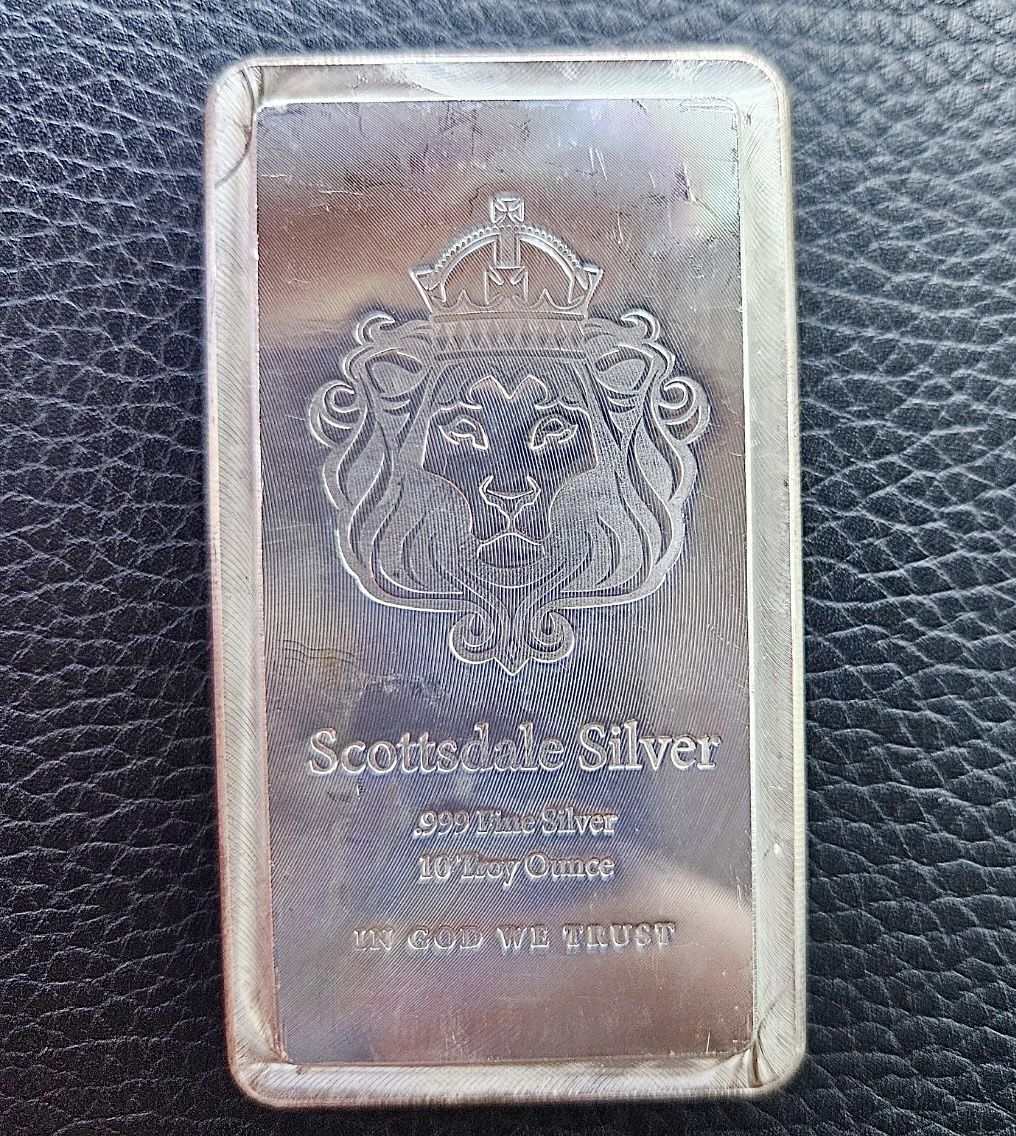 Scottsdale Silver
.999 Fine Silver
10 Troy Ounce
IN GOD WE TRUST